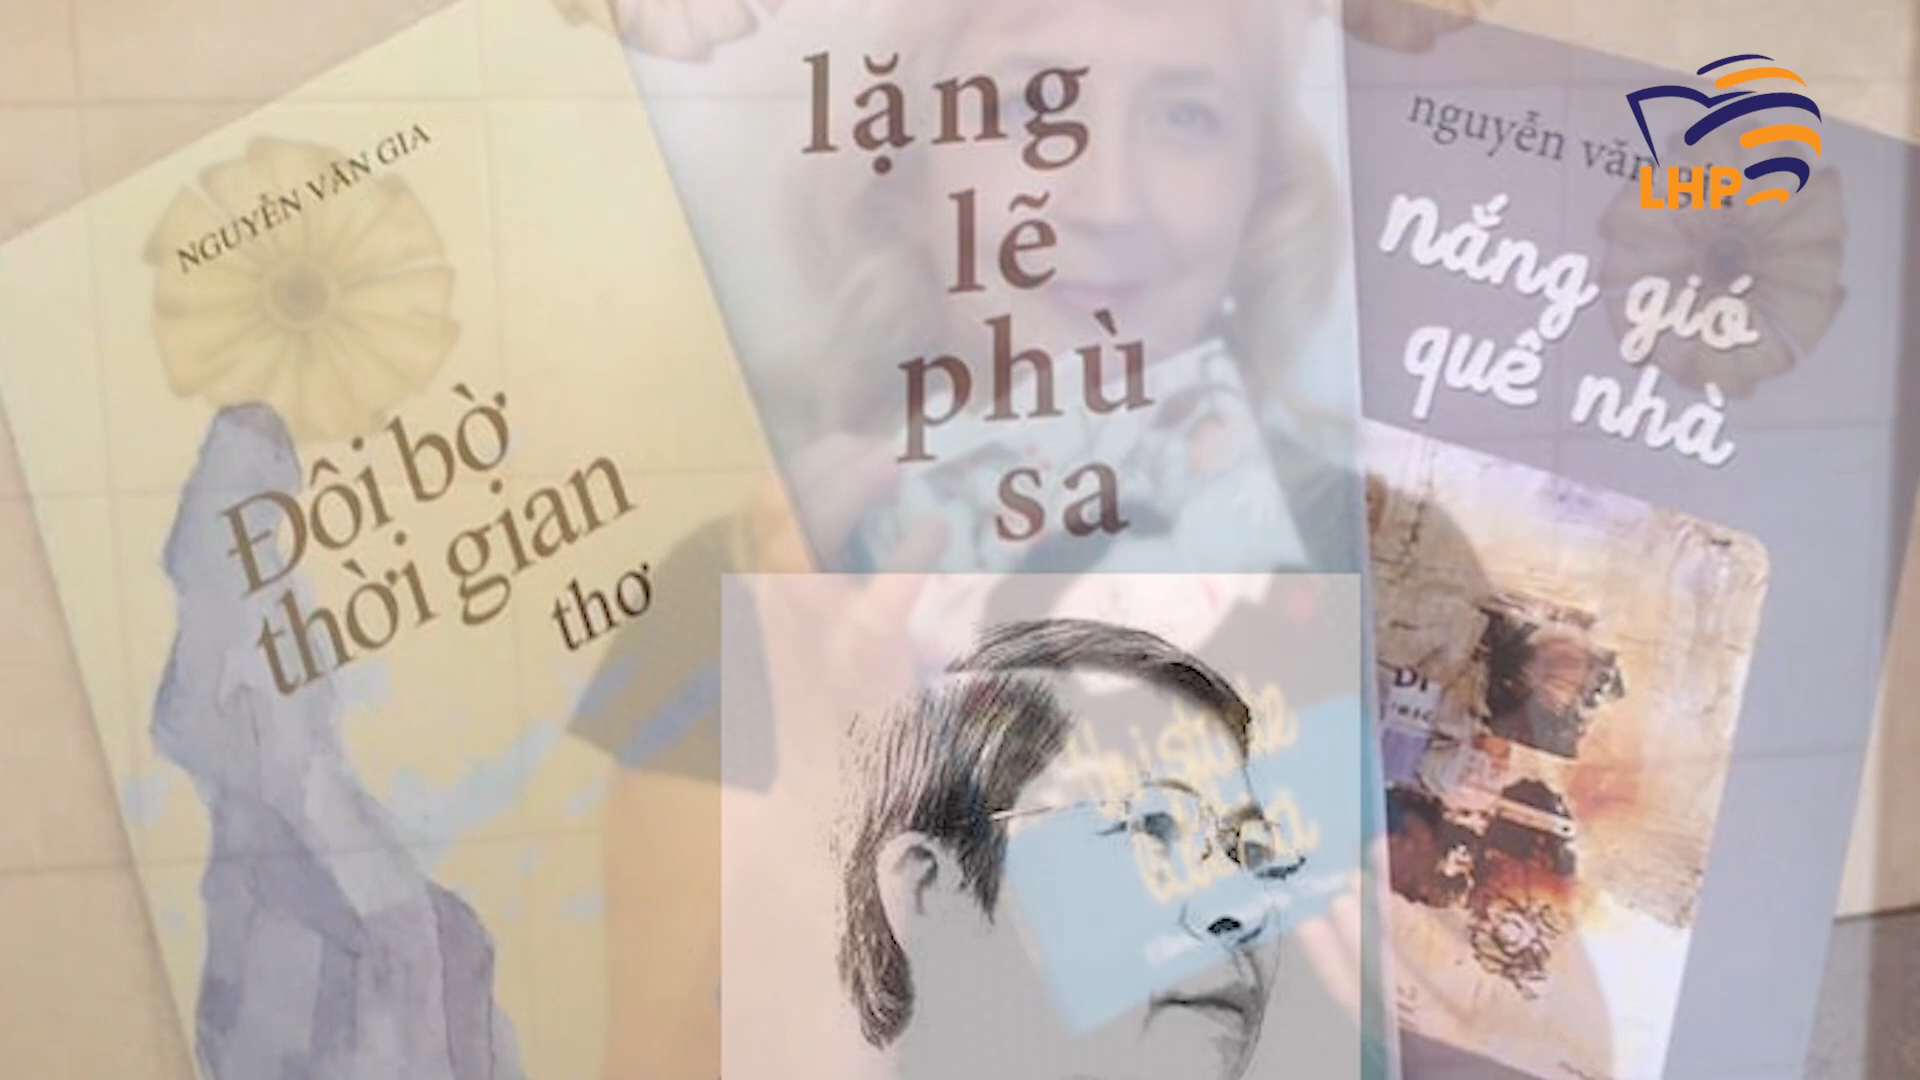 NGUYỄN VĂN GIA
Đôi bờ
thời gian
thơ
lặng
lẽ
phù
sa
nguyễn văn gia
nắng gió
quê nhà
LHP